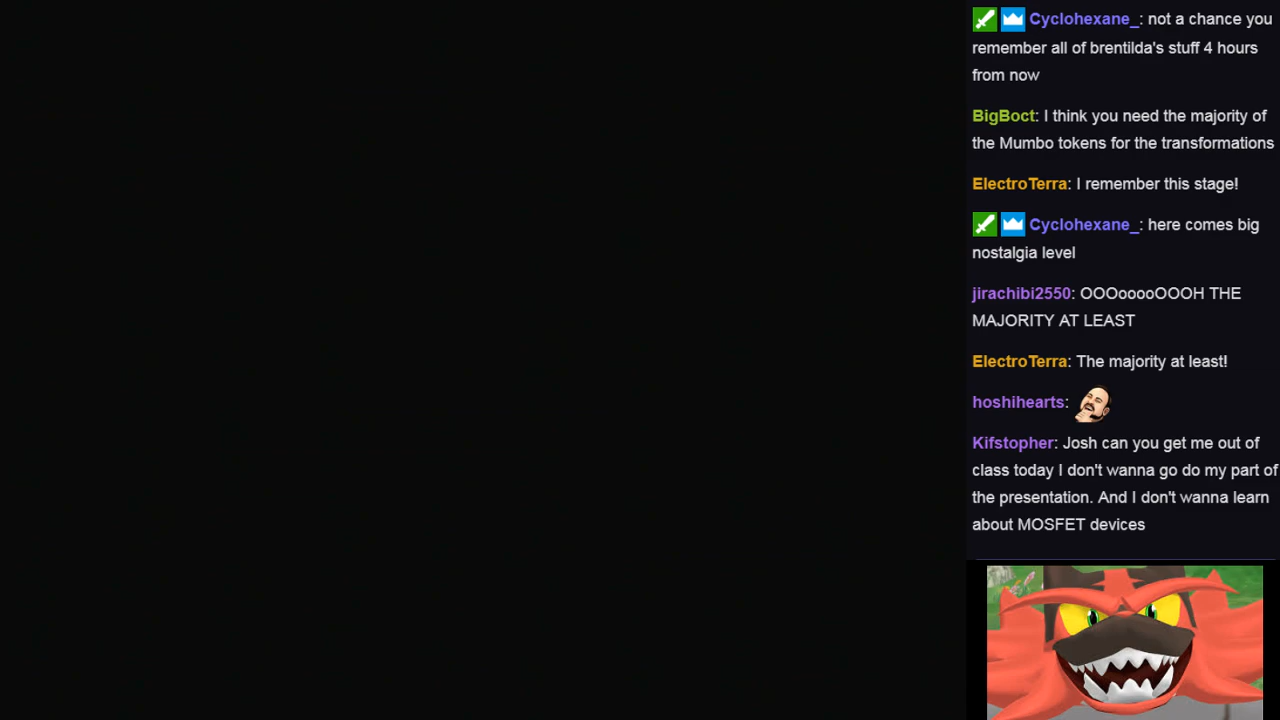 Cyclohexane_: not a chance you
remember all of brentilda's stuff 4 hours
from now
BigBoct: I think you need the majority of
the Mumbo tokens for the transformations
ElectroTerra: I remember this stage!
Cyclohexane_: here comes big
nostalgia level
jirachibi2550: OOOooooOOOH THE
MAJORITY AT LEAST
ElectroTerra: The majority at least!
hoshihearts:
Kifstopher: Josh can you get me out of
class today I don't wanna go do my part of
the presentation. And I don't wanna learn
about MOSFET devices